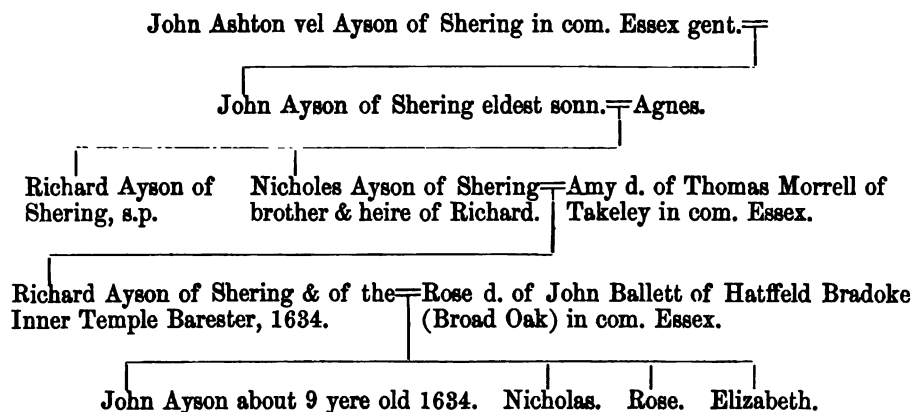 John Ashton vel Ayson of Shering in com. Essex gent.
John Ayson of Shering eldest sonn. Agnes.
Richard Ayson of Shering, s.p.
Nicholes Ayson of Shering brother & heire of Richard.
Amy d. of Thomas Morrell of Takeley in com. Essex.
Richard Ayson of Shering & of the Inner Temple Barester, 1634.
Rose d. of John Ballett of Hatffeld Bradoke (Broad Oak) in com. Essex.
John Ayson about 9 yere old 1634. Nicholas. Rose. Elizabeth.